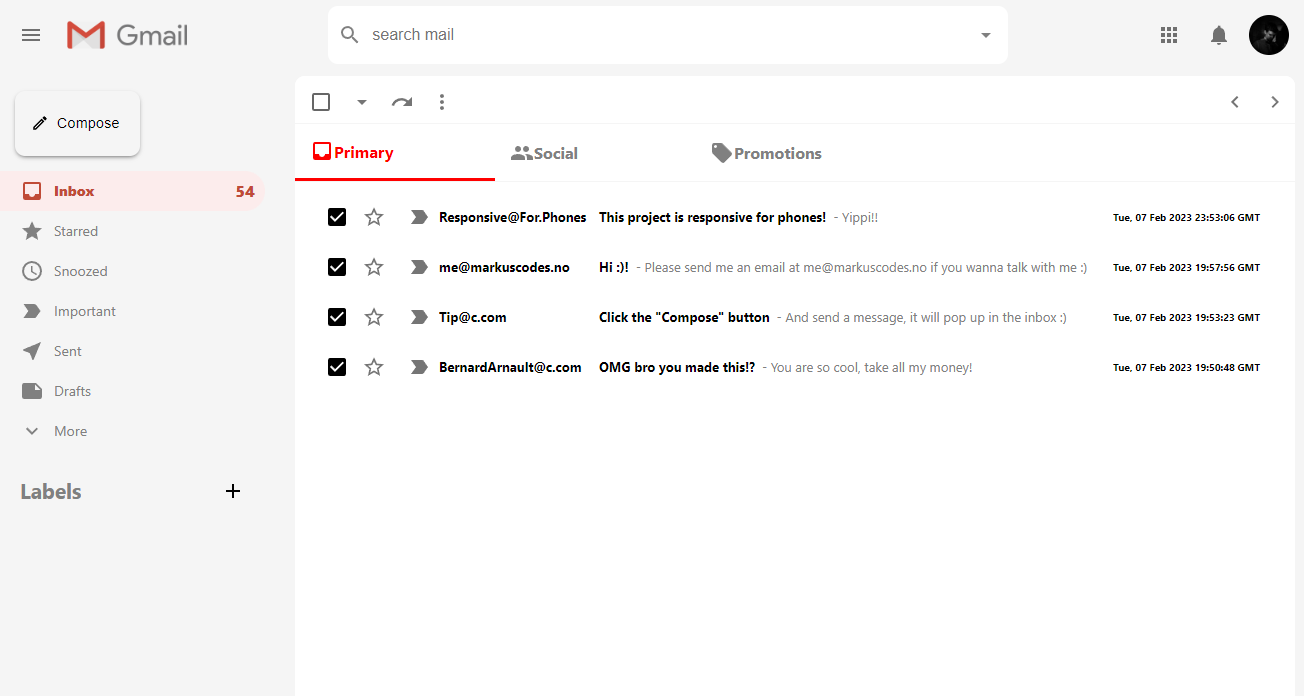 Gmail
search mail
Compose
Inbox 54
Starred
Snoozed
Important
Sent
Drafts
More
Labels
Primary Social Promotions
Responsive@For.Phones This project is responsive for phones! - Yippi!! Tue, 07 Feb 2023 23:53:06 GMT
me@markuscodes.no Hi :)! - Please send me an email at me@markuscodes.no if you wanna talk with me :) Tue, 07 Feb 2023 19:57:56 GMT
Tip@c.com Click the "Compose" button - And send a message, it will pop up in the inbox :) Tue, 07 Feb 2023 19:53:23 GMT
BernardArnault@c.com OMG bro you made this!? - You are so cool, take all my money! Tue, 07 Feb 2023 19:50:48 GMT